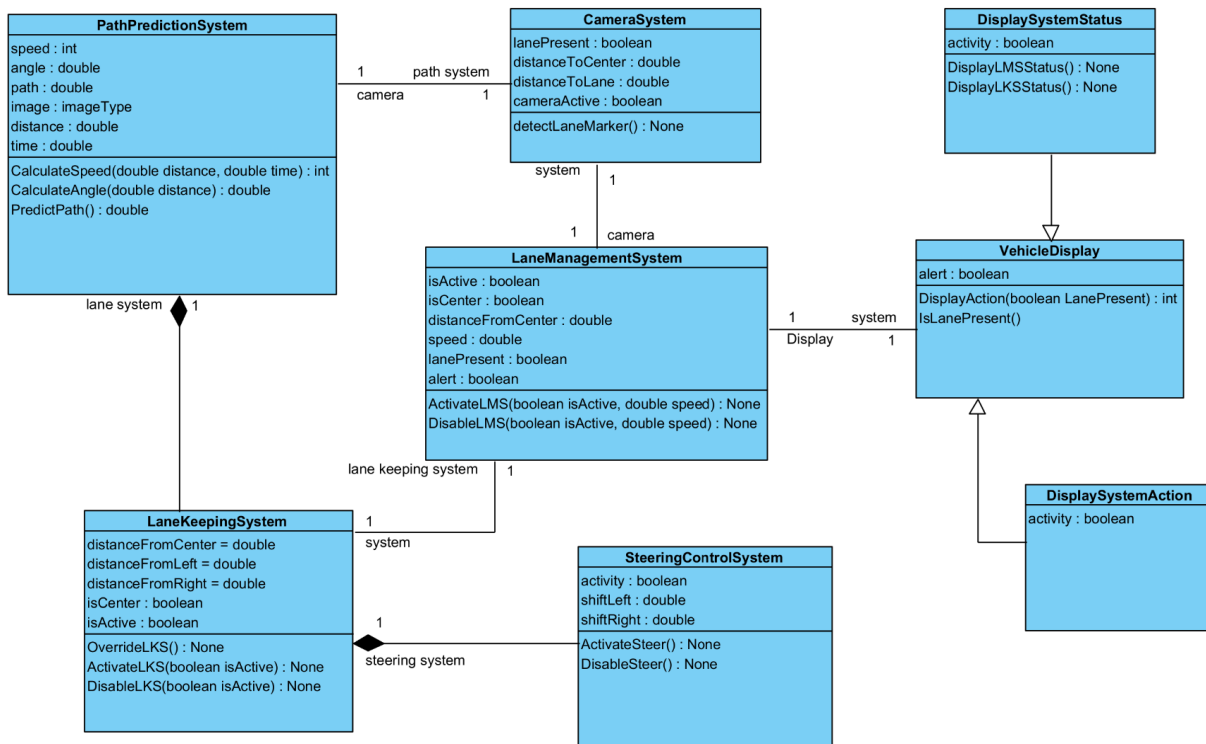 PathPredictionSystem
speed : int
angle : double
path : double
image : imageType
distance : double
time : double
CalculateSpeed(double distance, double time) : int
CalculateAngle(double distance) : double
PredictPath() : double
1
path system
camera
1
CameraSystem
lanePresent : boolean
distanceToCenter : double
distanceToLane : double
cameraActive : boolean
detectLaneMarker() : None
DisplaySystemStatus
activity : boolean
DisplayLMSStatus() : None
DisplayLKSStatus() : None
system
1
1
camera
LaneManagementSystem
isActive : boolean
isCenter : boolean
distanceFromCenter : double
speed : double
lanePresent : boolean
alert : boolean
ActivateLMS(boolean isActive, double speed) : None
DisableLMS(boolean isActive, double speed) : None
1
system
Display
1
VehicleDisplay
alert : boolean
DisplayAction(boolean LanePresent) : int
IsLanePresent()
lane system
1
lane keeping system
1
1
system
LaneKeepingSystem
distanceFromCenter = double
distanceFromLeft = double
distanceFromRight = double
isCenter : boolean
isActive : boolean
OverrideLKS() : None
ActivateLKS(boolean isActive) : None
DisableLKS(boolean isActive) : None
1
steering system
SteeringControlSystem
activity : boolean
shiftLeft : double
shiftRight : double
ActivateSteer() : None
DisableSteer() : None
DisplaySystemAction
activity : boolean